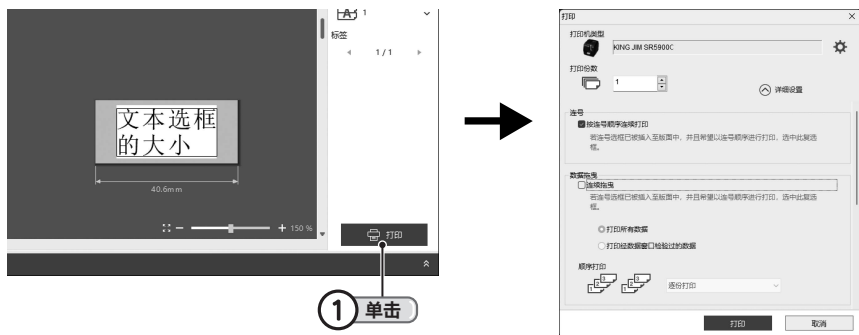 A 1
标签
1 / 1
文本选框
的大小
40.6mm
150 %
打印
① 单击
打印
打印机类型
KING JIM SR5900C
打印份数
1
详细设置
连号
按连号顺序连续打印
若连号选框已被插入至版面中，并且希望以连号顺序进行打印，选中此复选
框。
数据拖曳
连续拖曳
若连号选框已被插入至版面中，并且希望以连号顺序进行打印，选中此复选
框。
打印所有数据
打印经数据窗口检验过的数据
顺序打印
1 2 3 1 2 3
逐份打印
打印
取消